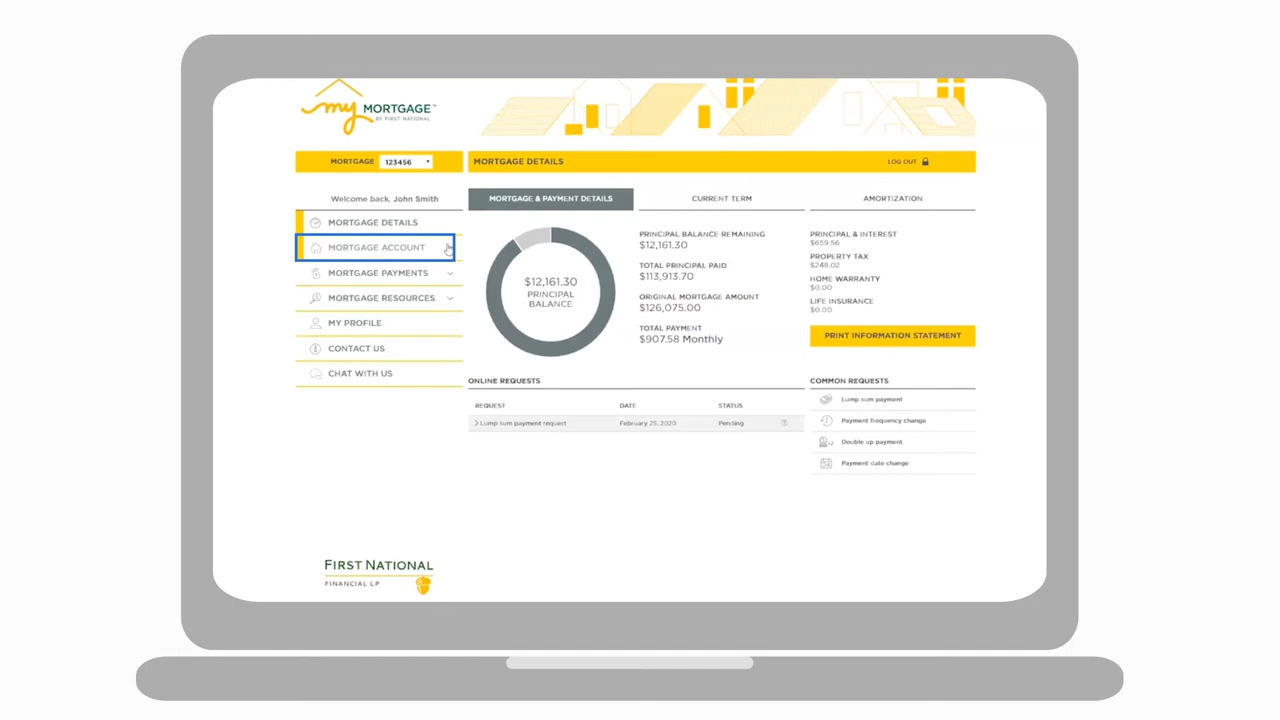 my MORTGAGE™
BY FIRST NATIONAL
MORTGAGE 123456
MORTGAGE DETAILS
LOG OUT
Welcome back, John Smith
MORTGAGE DETAILS
MORTGAGE ACCOUNT
MORTGAGE PAYMENTS
MORTGAGE RESOURCES
MY PROFILE
CONTACT US
CHAT WITH US
MORTGAGE & PAYMENT DETAILS
CURRENT TERM
AMORTIZATION
$12,161.30
PRINCIPAL
BALANCE
PRINCIPAL BALANCE REMAINING
$12,161.30
TOTAL PRINCIPAL PAID
$113,913.70
ORIGINAL MORTGAGE AMOUNT
$126,075.00
TOTAL PAYMENT
$907.58 Monthly
PRINCIPAL & INTEREST
$659.56
PROPERTY TAX
$248.02
HOME WARRANTY
$0.00
LIFE INSURANCE
$0.00
PRINT INFORMATION STATEMENT
ONLINE REQUESTS
REQUEST DATE STATUS
Lump sum payment request February 25, 2020 Pending
COMMON REQUESTS
Lump sum payment
Payment frequency change
Double up payment
Payment date change
FIRST NATIONAL
FINANCIAL LP